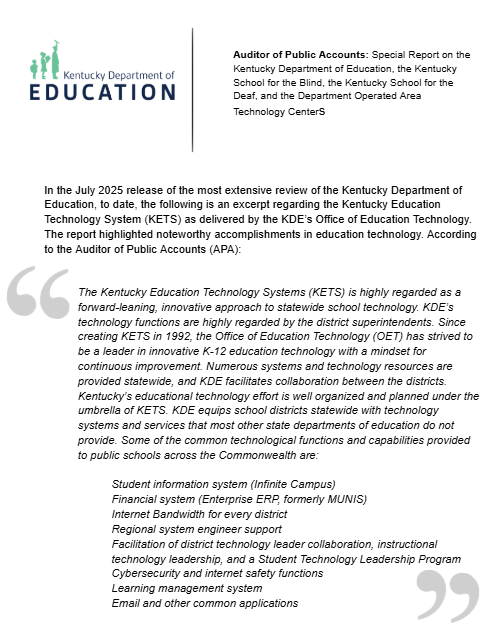 Kentucky Department of
EDUCATION
Auditor of Public Accounts: Special Report on the
Kentucky Department of Education, the Kentucky
School for the Blind, the Kentucky School for the
Deaf, and the Department Operated Area
Technology CenterS
In the July 2025 release of the most extensive review of the Kentucky Department of
Education, to date, the following is an excerpt regarding the Kentucky Education
Technology System (KETS) as delivered by the KDE's Office of Education Technology.
The report highlighted noteworthy accomplishments in education technology. According
to the Auditor of Public Accounts (APA):
“
The Kentucky Education Technology Systems (KETS) is highly regarded as a
forward-leaning, innovative approach to statewide school technology. KDE's
technology functions are highly regarded by the district superintendents. Since
creating KETS in 1992, the Office of Education Technology (OET) has strived to
be a leader in innovative K-12 education technology with a mindset for
continuous improvement. Numerous systems and technology resources are
provided statewide, and KDE facilitates collaboration between the districts.
Kentucky's educational technology effort is well organized and planned under the
umbrella of KETS. KDE equips school districts statewide with technology
systems and services that most other state departments of education do not
provide. Some of the common technological functions and capabilities provided
to public schools across the Commonwealth are:
Student information system (Infinite Campus)
Financial system (Enterprise ERP, formerly MUNIS)
Internet Bandwidth for every district
Regional system engineer support
Facilitation of district technology leader collaboration, instructional
technology leadership, and a Student Technology Leadership Program
Cybersecurity and internet safety functions
Learning management system
Email and other common applications
”